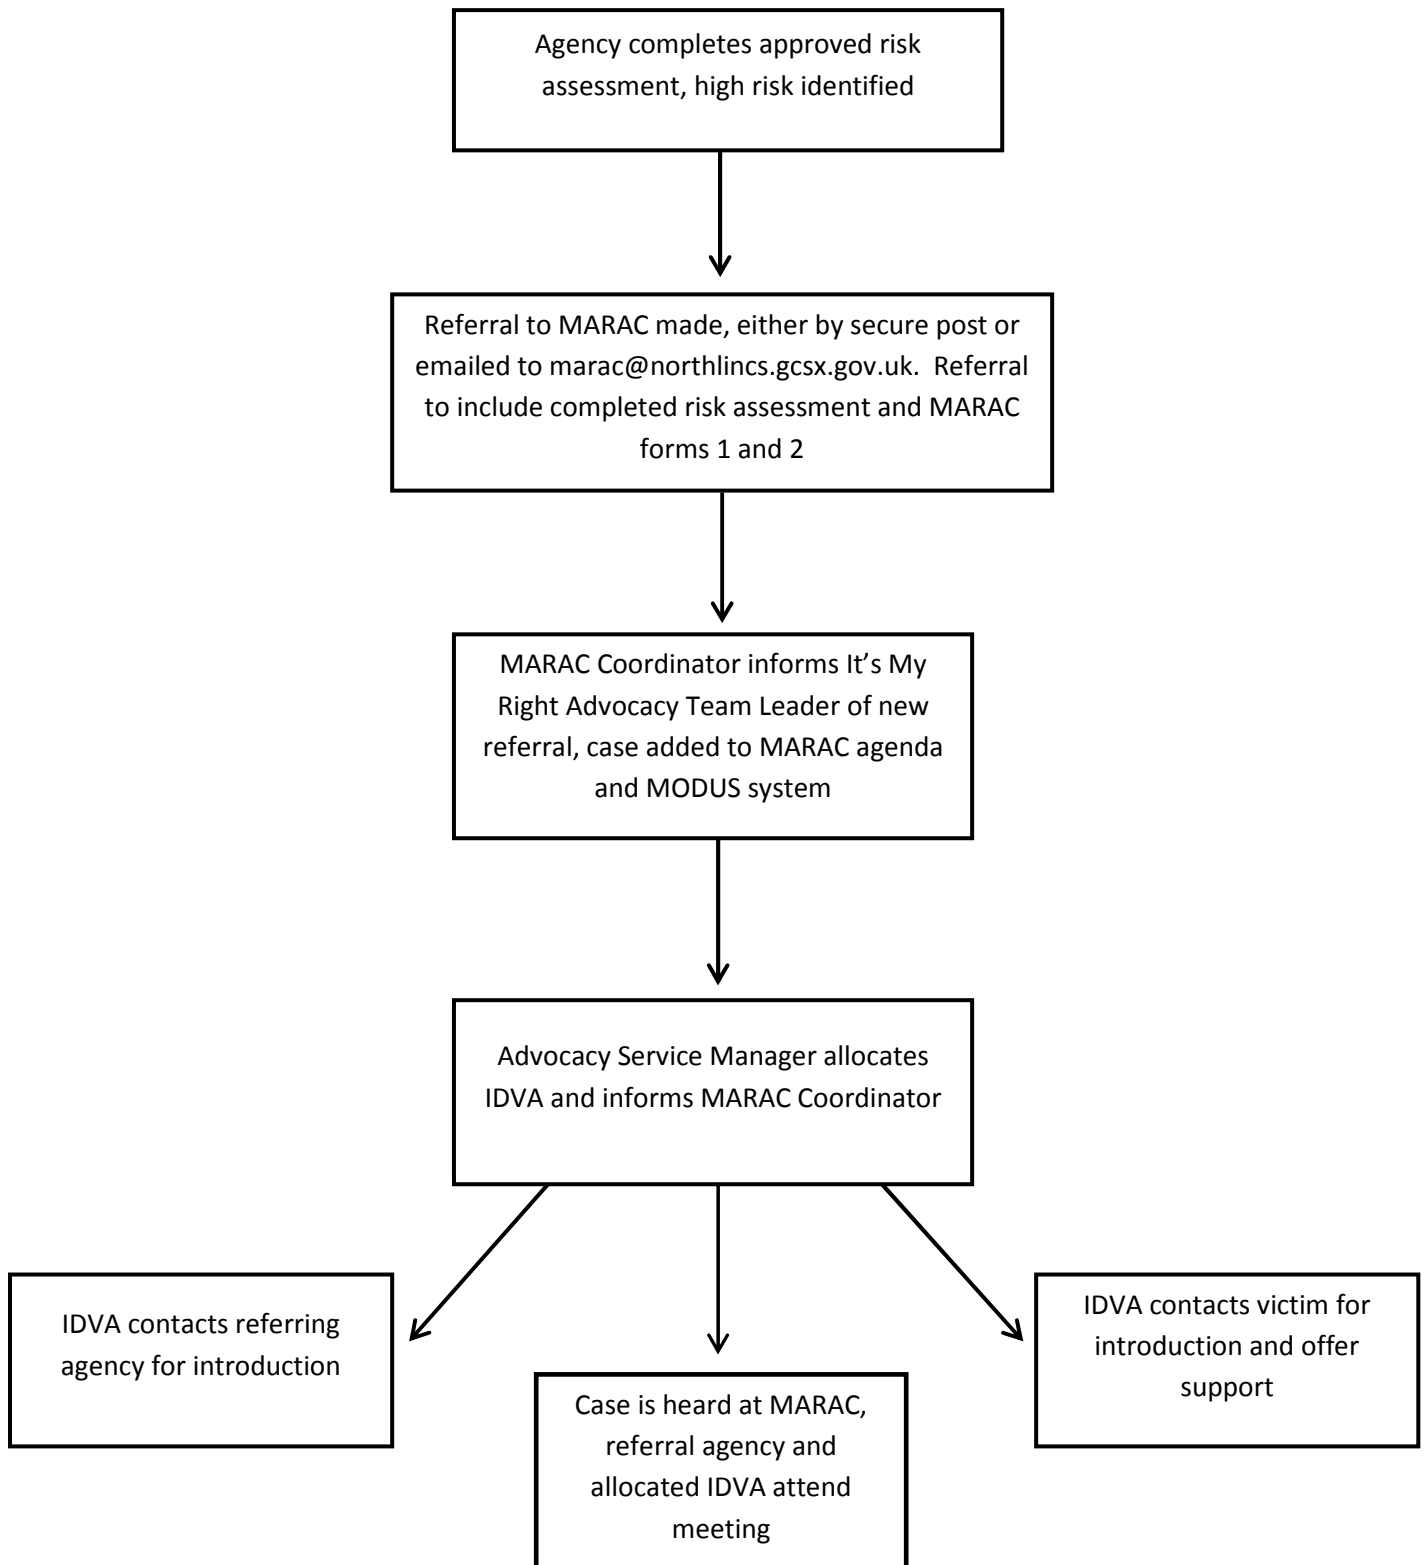 Agency completes approved risk
assessment, high risk identified
Referral to MARAC made, either by secure post or
emailed to marac@northlincs.gcsx.gov.uk.  Referral
to include completed risk assessment and MARAC
forms 1 and 2
MARAC Coordinator informs It’s My
Right Advocacy Team Leader of new
referral, case added to MARAC agenda
and MODUS system
Advocacy Service Manager allocates
IDVA and informs MARAC Coordinator
IDVA contacts referring
agency for introduction
Case is heard at MARAC,
referral agency and
allocated IDVA attend
meeting
IDVA contacts victim for
introduction and offer
support